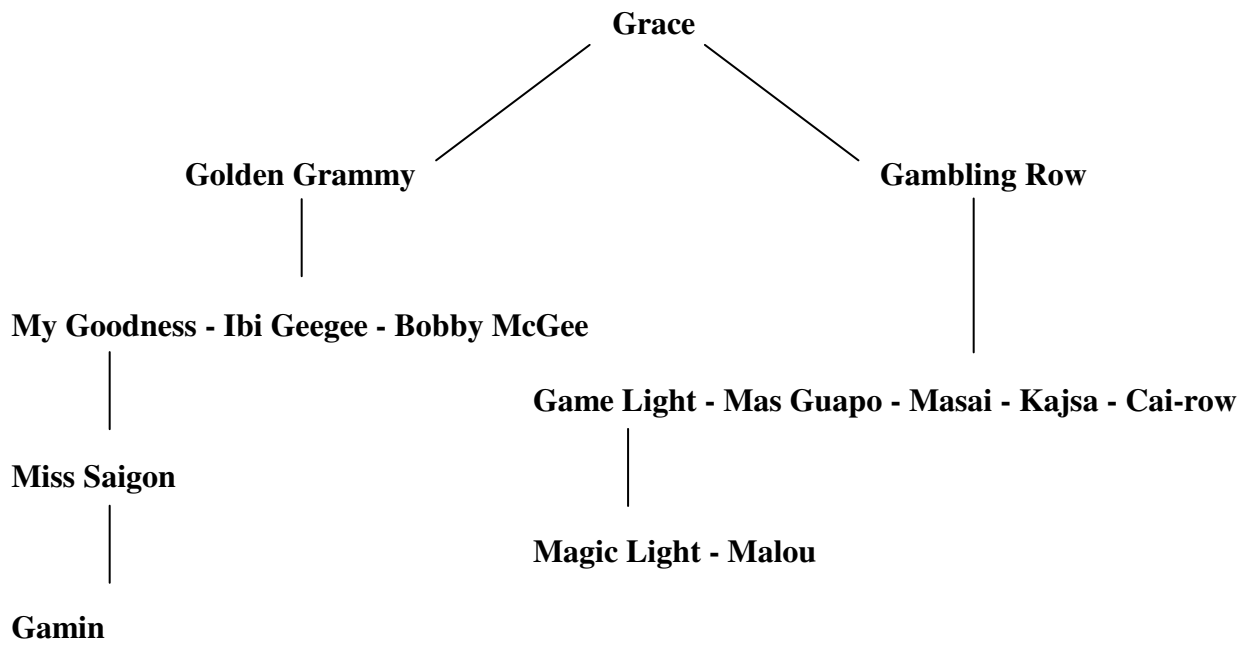 Grace
Golden Grammy
Gambling Row
My Goodness - Ibi Geegee - Bobby McGee
Game Light - Mas Guapo - Masai - Kajsa - Cai-row
Miss Saigon
Magic Light - Malou
Gamin